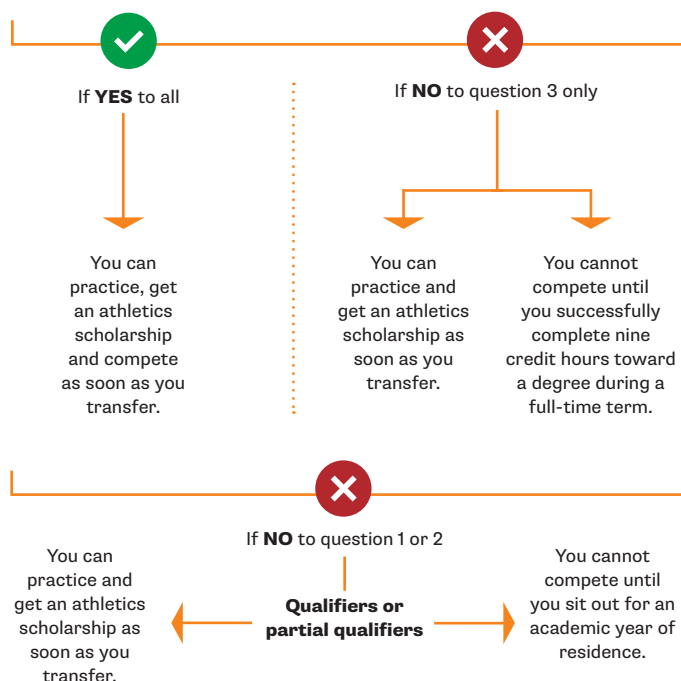 If YES to all
You can
practice, get
an athletics
scholarship
and compete
as soon as you
transfer.
If NO to question 3 only
You can
practice and
get an athletics
scholarship as
soon as you
transfer.
You cannot
compete until
you successfully
complete nine
credit hours toward
a degree during a
full-time term.
If NO to question 1 or 2
You can
practice and
get an athletics
scholarship as
soon as you
transfer.
Qualifiers or
partial qualifiers
You cannot
compete until
you sit out for an
academic year of
residence.